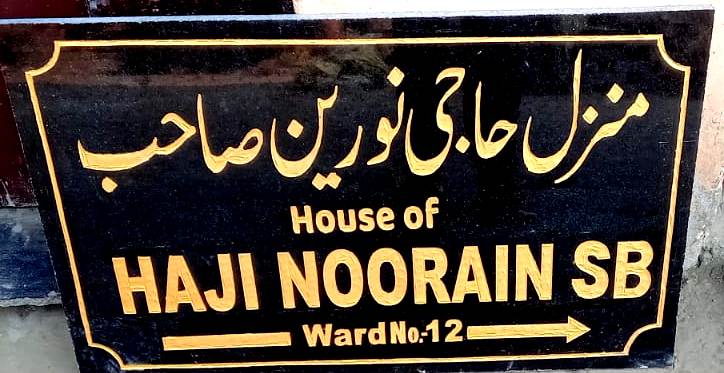 منزل حاجی نورین صاحب
House of
HAJI NOORAIN SB
Ward No.-12